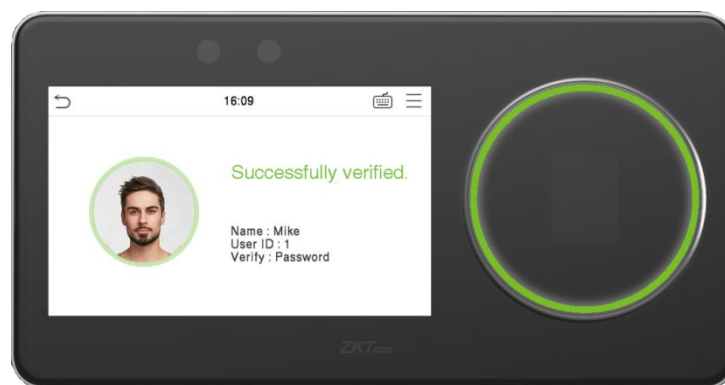 16:09
Successfully verified.
Name : Mike
User ID : 1
Verify : Password
ZKTeco